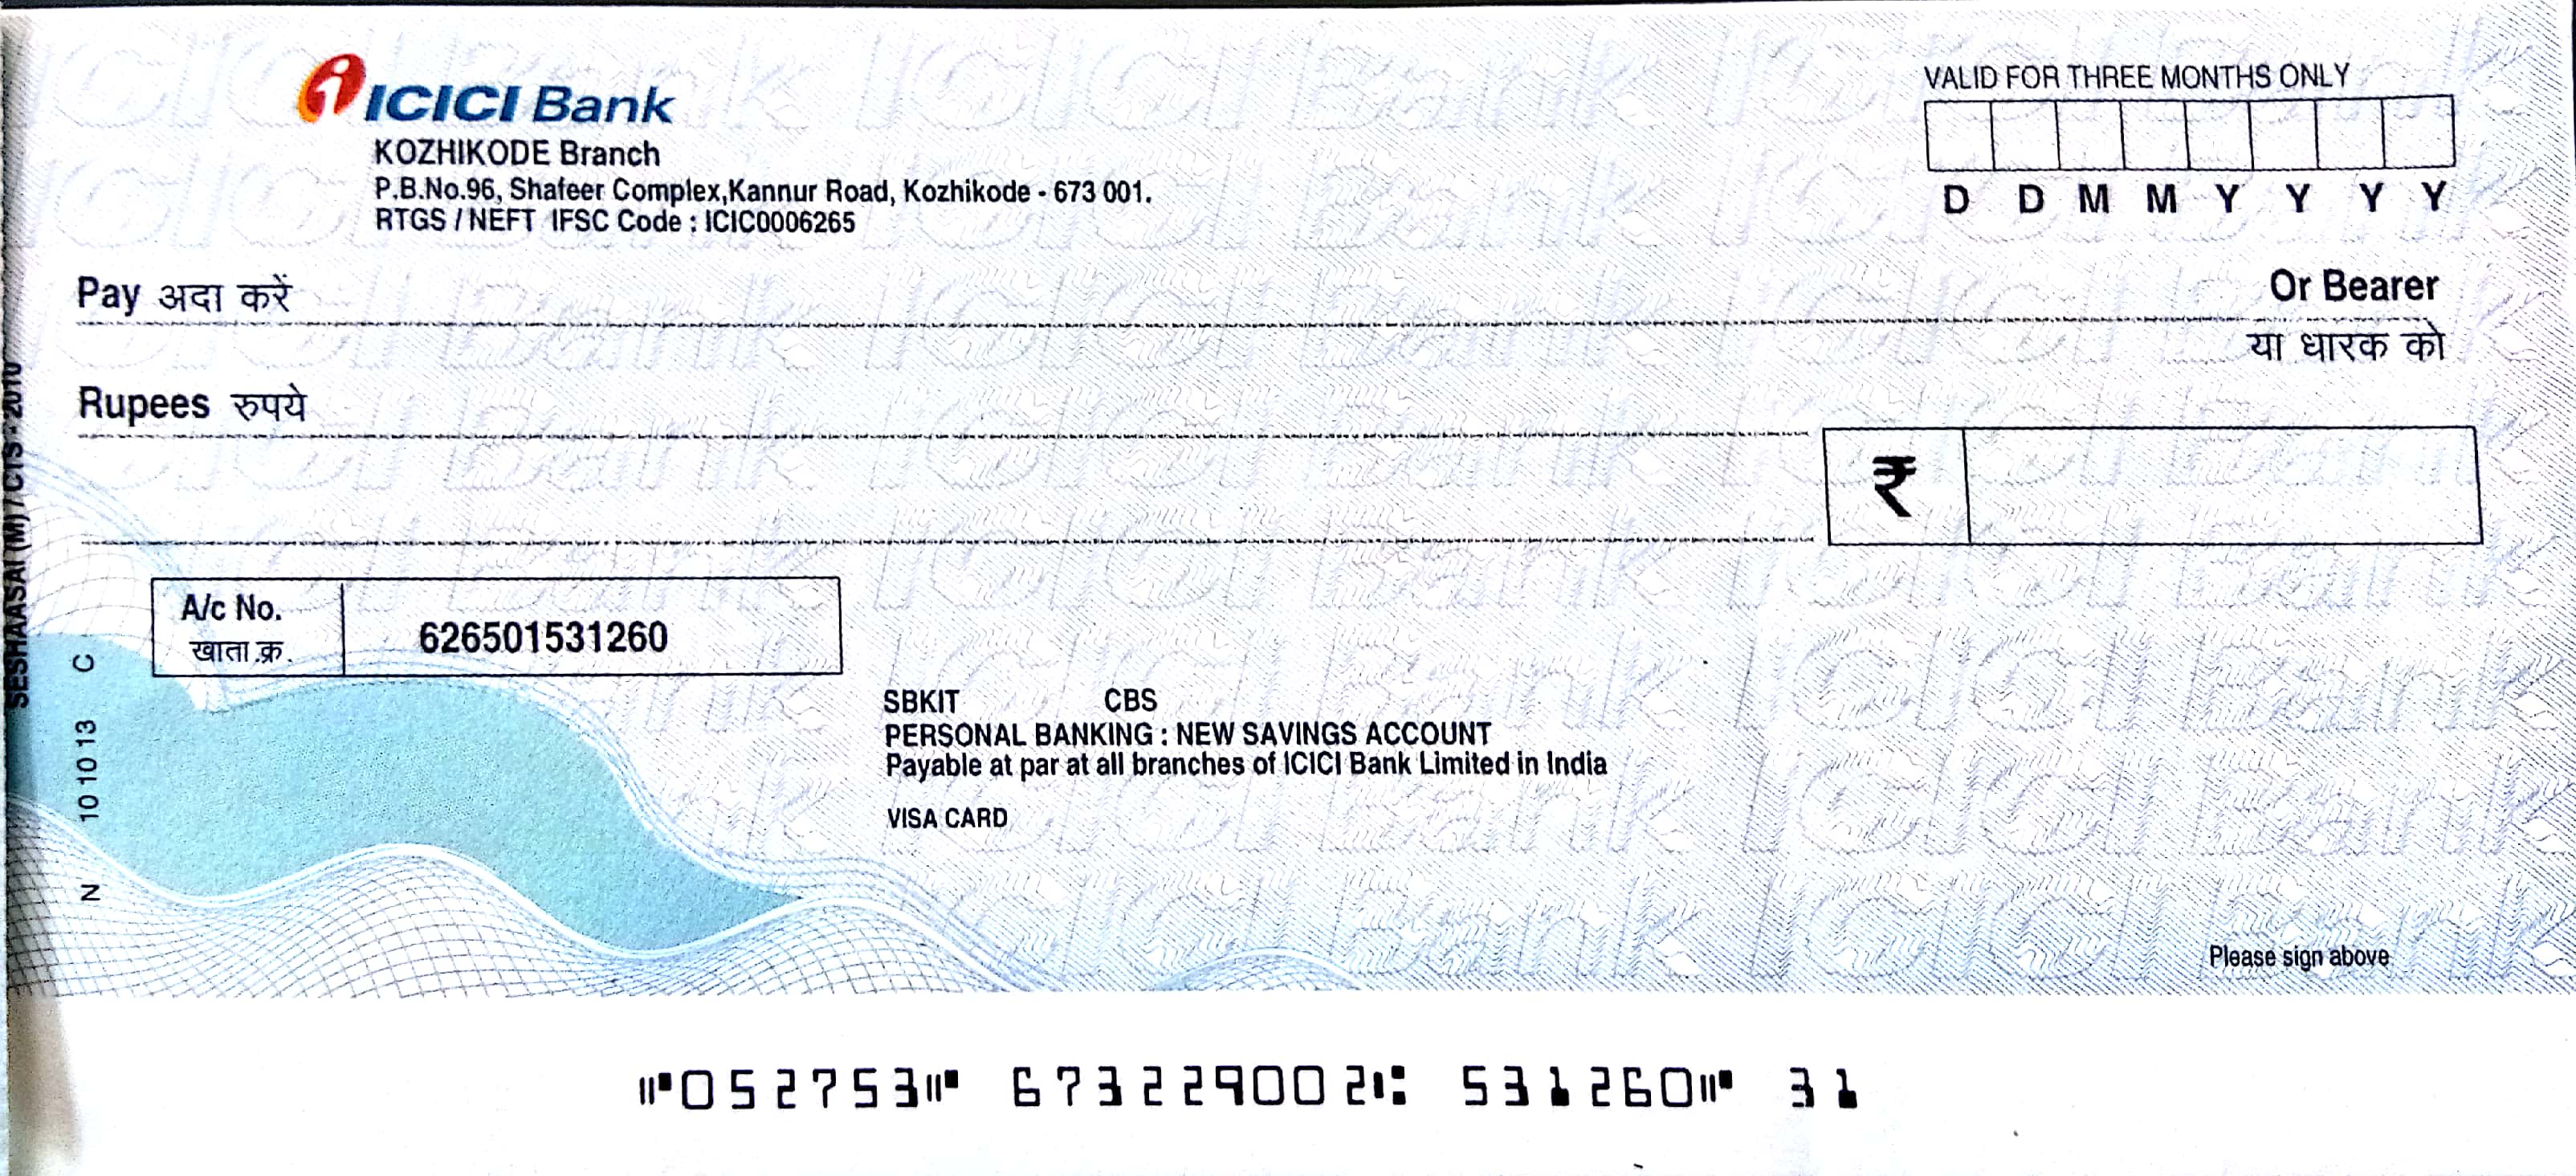 ICICI Bank
KOZHIKODE Branch
P.B.No.96, Shafeer Complex,Kannur Road, Kozhikode - 673 001.
RTGS / NEFT IFSC Code : ICIC0006265
VALID FOR THREE MONTHS ONLY
D D M M Y Y Y Y
Pay अदा करें
Or Bearer
या धारक को
Rupees रुपये
₹
A/c No.
खाता.क्र.
626501531260
SBKIT CBS
PERSONAL BANKING : NEW SAVINGS ACCOUNT
Payable at par at all branches of ICICI Bank Limited in India
VISA CARD
Please sign above
SESHAASAI (M) / CTS - 2010
N 101013 C
⑈052753⑈ 673229002⑆ 531260⑈ 31